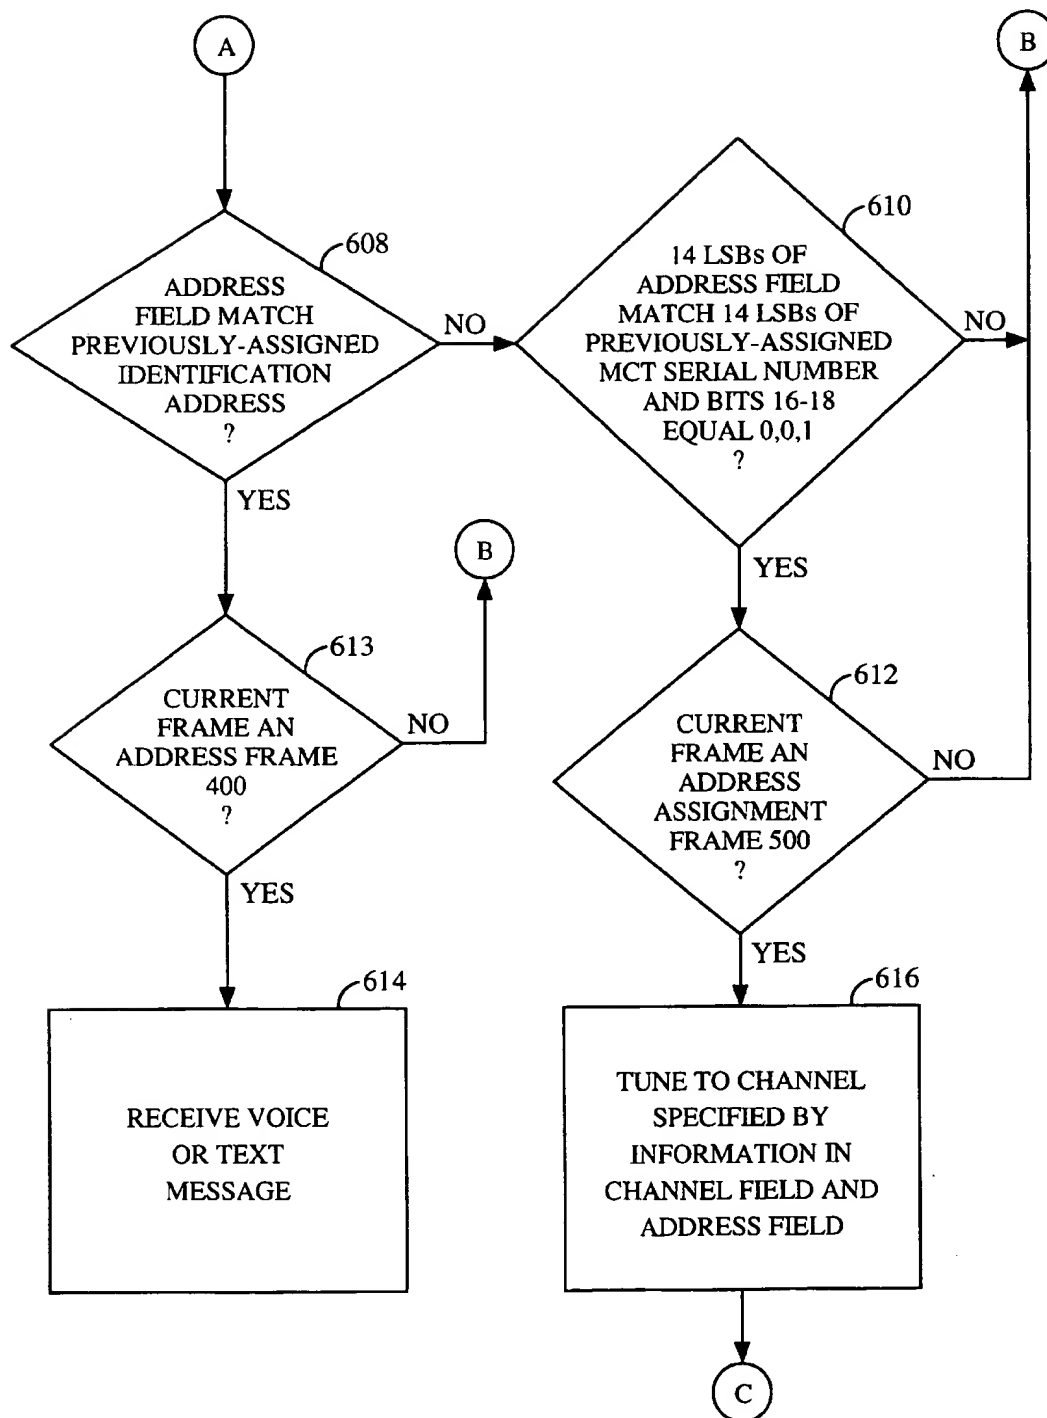 A
B
608
ADDRESS
FIELD MATCH
PREVIOUSLY-ASSIGNED
IDENTIFICATION
ADDRESS
?
NO
YES
610
14 LSBs OF
ADDRESS FIELD
MATCH 14 LSBs OF
PREVIOUSLY-ASSIGNED
MCT SERIAL NUMBER
AND BITS 16-18
EQUAL 0,0,1
?
NO
YES
B
613
CURRENT
FRAME AN
ADDRESS FRAME
400
?
NO
YES
612
CURRENT
FRAME AN
ADDRESS
ASSIGNMENT
FRAME 500
?
NO
YES
614
RECEIVE VOICE
OR TEXT
MESSAGE
616
TUNE TO CHANNEL
SPECIFIED BY
INFORMATION IN
CHANNEL FIELD AND
ADDRESS FIELD
C